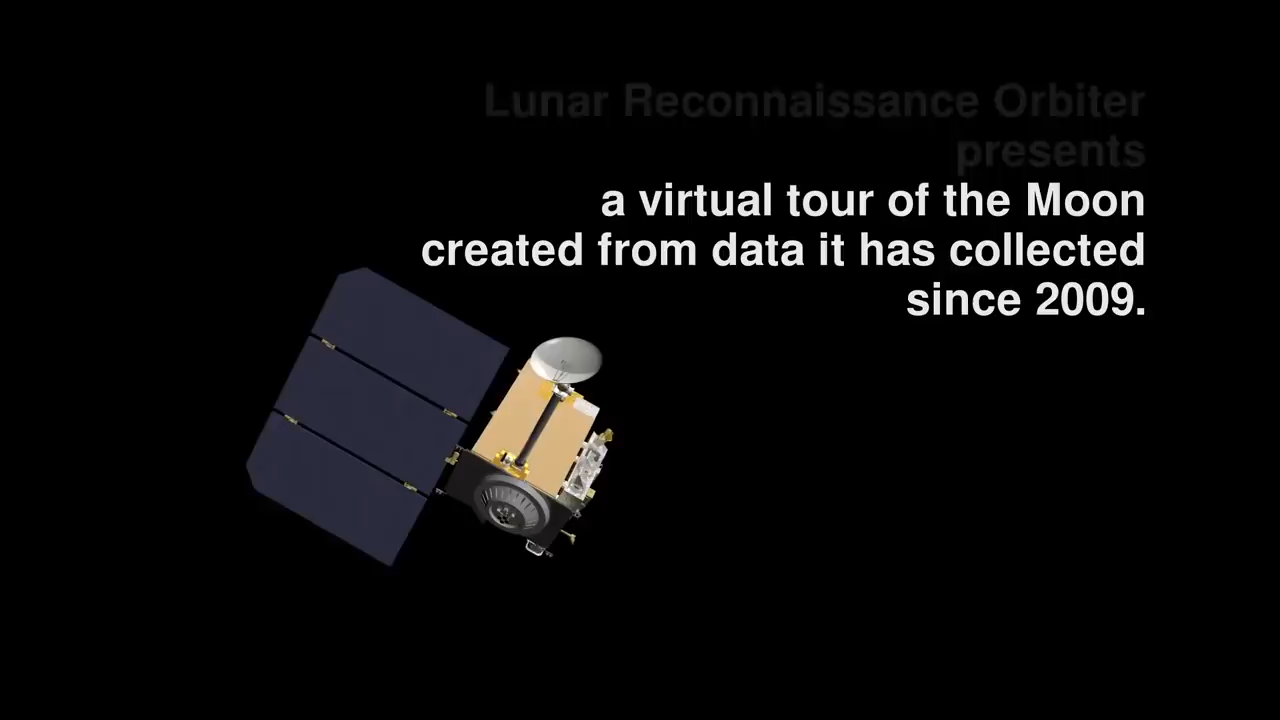 Lunar Reconnaissance Orbiter
presents
a virtual tour of the Moon
created from data it has collected
since 2009.